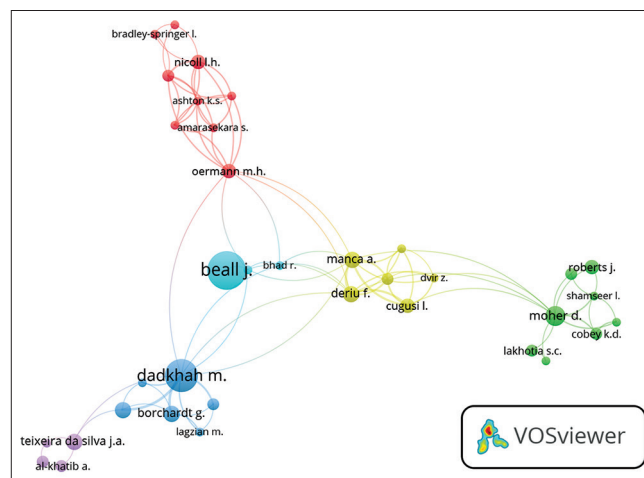 bradley-springer l.
nicoll l.h.
ashton k.s.
amarasekara s.
oermann m.h.
beall j.
bhad r.
manca a.
dvir z.
deriu f.
cugusi l.
roberts j.
shamseer l.
moher d.
cobey k.d.
lakhotia s.c.
dadkhah m.
borchardt g.
lagzian m.
teixeira da silva j.a.
al-khatib a.
VOSviewer